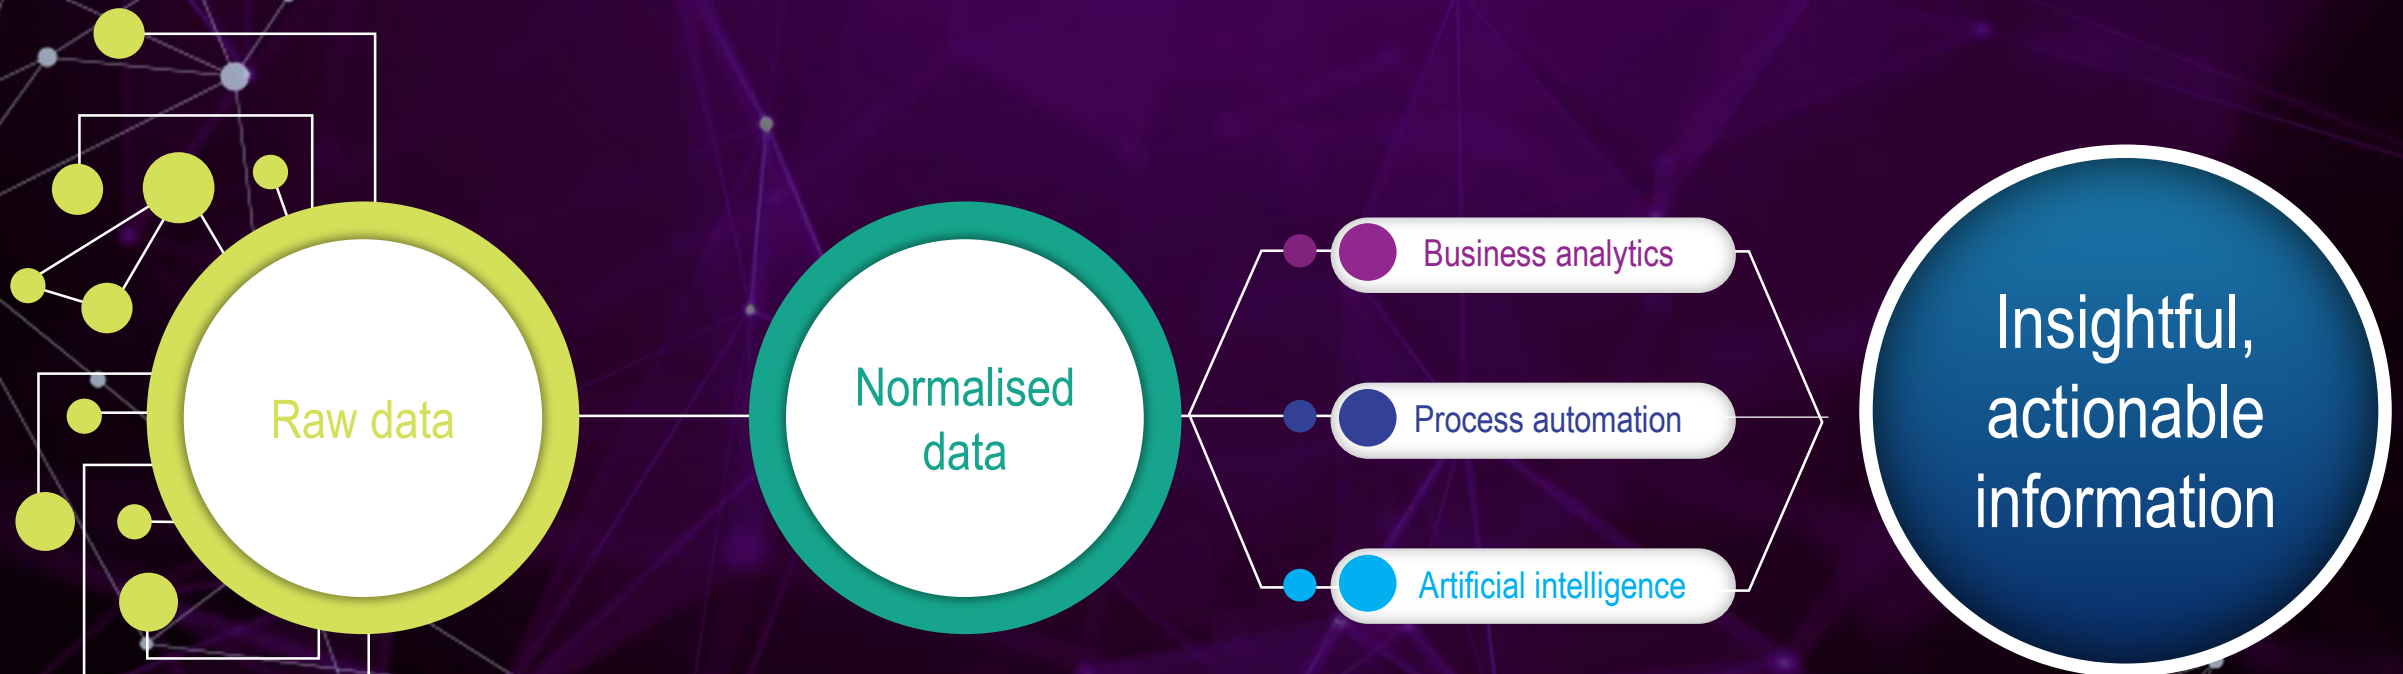 Raw data
Normalised
data
Business analytics
Process automation
Artificial intelligence
Insightful,
actionable
information